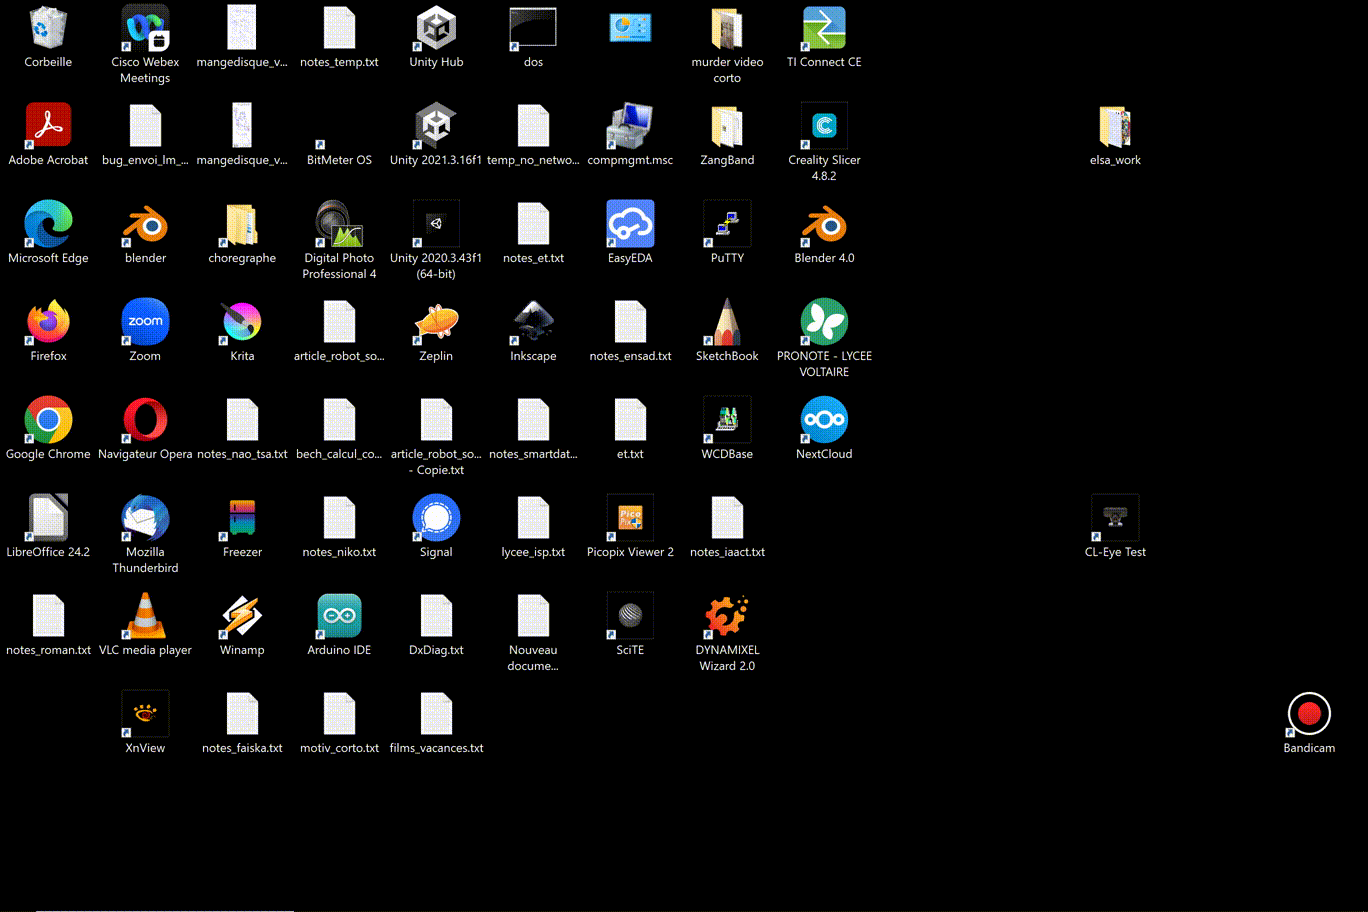 Corbeille
Cisco Webex
Meetings
mangedisque_v...
notes_temp.txt
Unity Hub
dos
murder video
corto
TI Connect CE
Adobe Acrobat
bug_envoi_lm_...
mangedisque_v...
BitMeter OS
Unity 2021.3.16f1
temp_no_netwo...
compmgmt.msc
ZangBand
Creality Slicer
4.8.2
elsa_work
Microsoft Edge
blender
choregraphe
Digital Photo
Professional 4
Unity 2020.3.43f1
(64-bit)
notes_et.txt
EasyEDA
PuTTY
Blender 4.0
Firefox
zoom
Zoom
Krita
article_robot_so...
Zeplin
Inkscape
notes_ensad.txt
SketchBook
PRONOTE - LYCEE
VOLTAIRE
Google Chrome
Navigateur Opera
notes_nao_tsa.txt
bech_calcul_co...
article_robot_so...
- Copie.txt
notes_smartdat...
et.txt
WCDBase
NextCloud
LibreOffice 24.2
Mozilla
Thunderbird
Freezer
notes_niko.txt
Signal
lycee_isp.txt
Pico
Picopix Viewer 2
notes_iaact.txt
CL-Eye Test
notes_roman.txt
VLC media player
Winamp
Arduino IDE
DxDiag.txt
Nouveau
docume...
SciTE
DYNAMIXEL
Wizard 2.0
XnView
notes_faiska.txt
motiv_corto.txt
films_vacances.txt
Bandicam